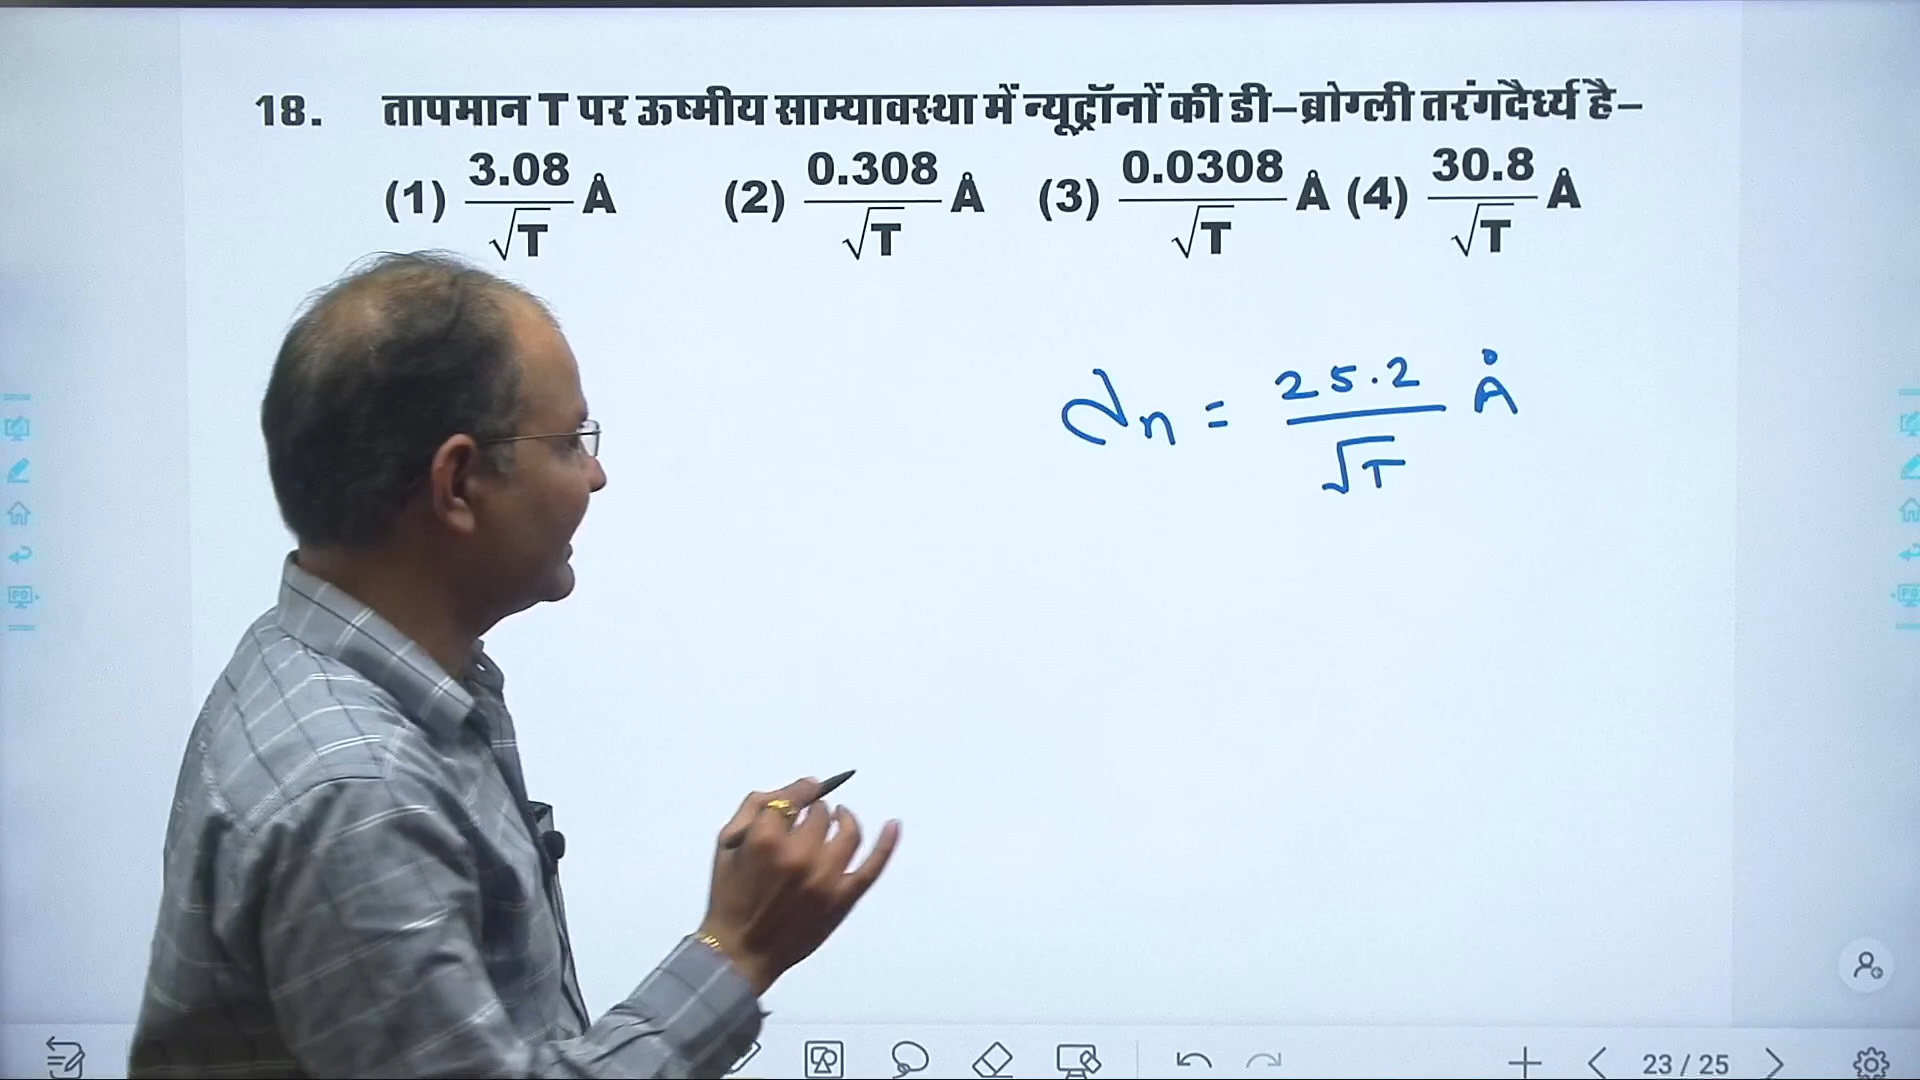 18. तापमान T पर ऊष्मीय साम्यावस्था में न्यूट्रॉनों की डी–ब्रोग्ली तरंगदैर्ध्य है–
(1) 3.08/√T Å (2) 0.308/√T Å (3) 0.0308/√T Å (4) 30.8/√T Å
λn = 25.2/√T Å
23 / 25